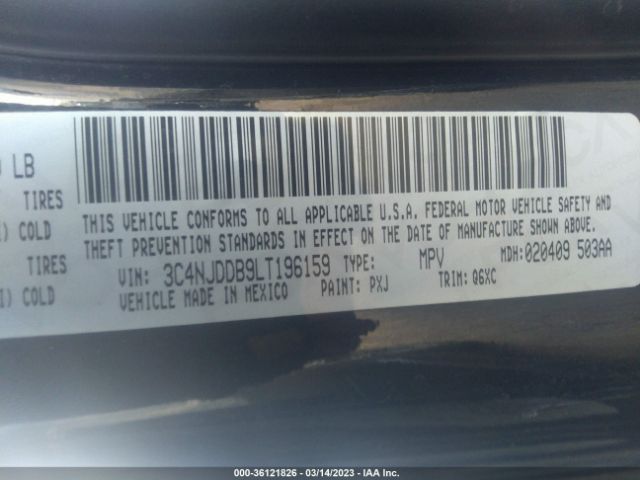 LB
TIRES
COLD
TIRES
COLD
THIS VEHICLE CONFORMS TO ALL APPLICABLE U.S.A. FEDERAL MOTOR VEHICLE SAFETY AND
THEFT PREVENTION STANDARDS IN EFFECT ON THE DATE OF MANUFACTURE SHOWN ABOVE.
VIN: 3C4NJDDB9LT196159 TYPE: MPV MDH:020409 503AA
VEHICLE MADE IN MEXICO PAINT: PXJ TRIM: Q6XC
000-36121826 - 03/14/2023 - IAA Inc.